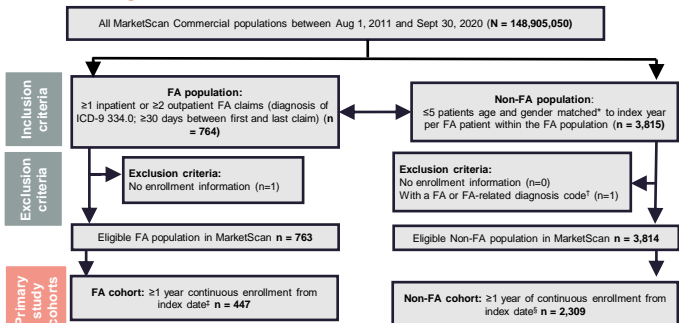 All MarketScan Commercial populations between Aug 1, 2011 and Sept 30, 2020 (N = 148,905,050)
Inclusion
criteria
FA population:
≥1 inpatient or ≥2 outpatient FA claims (diagnosis of
ICD-9 334.0; ≥30 days between first and last claim) (n
= 764)
Non-FA population:
≤5 patients age and gender matched* to index year
per FA patient within the FA population (n = 3,815)
Exclusion
criteria
Exclusion criteria:
No enrollment information (n=1)
Exclusion criteria:
No enrollment information (n=0)
With a FA or FA-related diagnosis code† (n=1)
Eligible FA population in MarketScan n = 763
Eligible Non-FA population in MarketScan n = 3,814
Primary
study
cohorts
FA cohort: ≥1 year continuous enrollment from
index date‡ n = 447
Non-FA cohort: ≥1 year of continuous enrollment from
index date§ n = 2,309